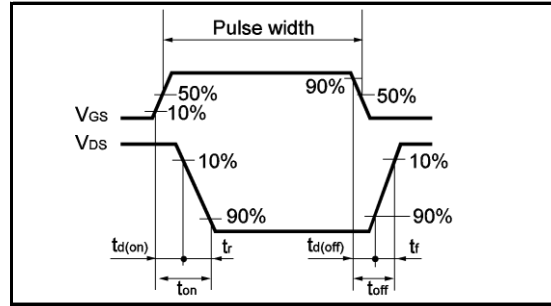 Pulse width
90%
50%
50%
10%
VGS
VDS
10%
10%
90%
90%
td(on)
tr
td(off)
tf
ton
toff